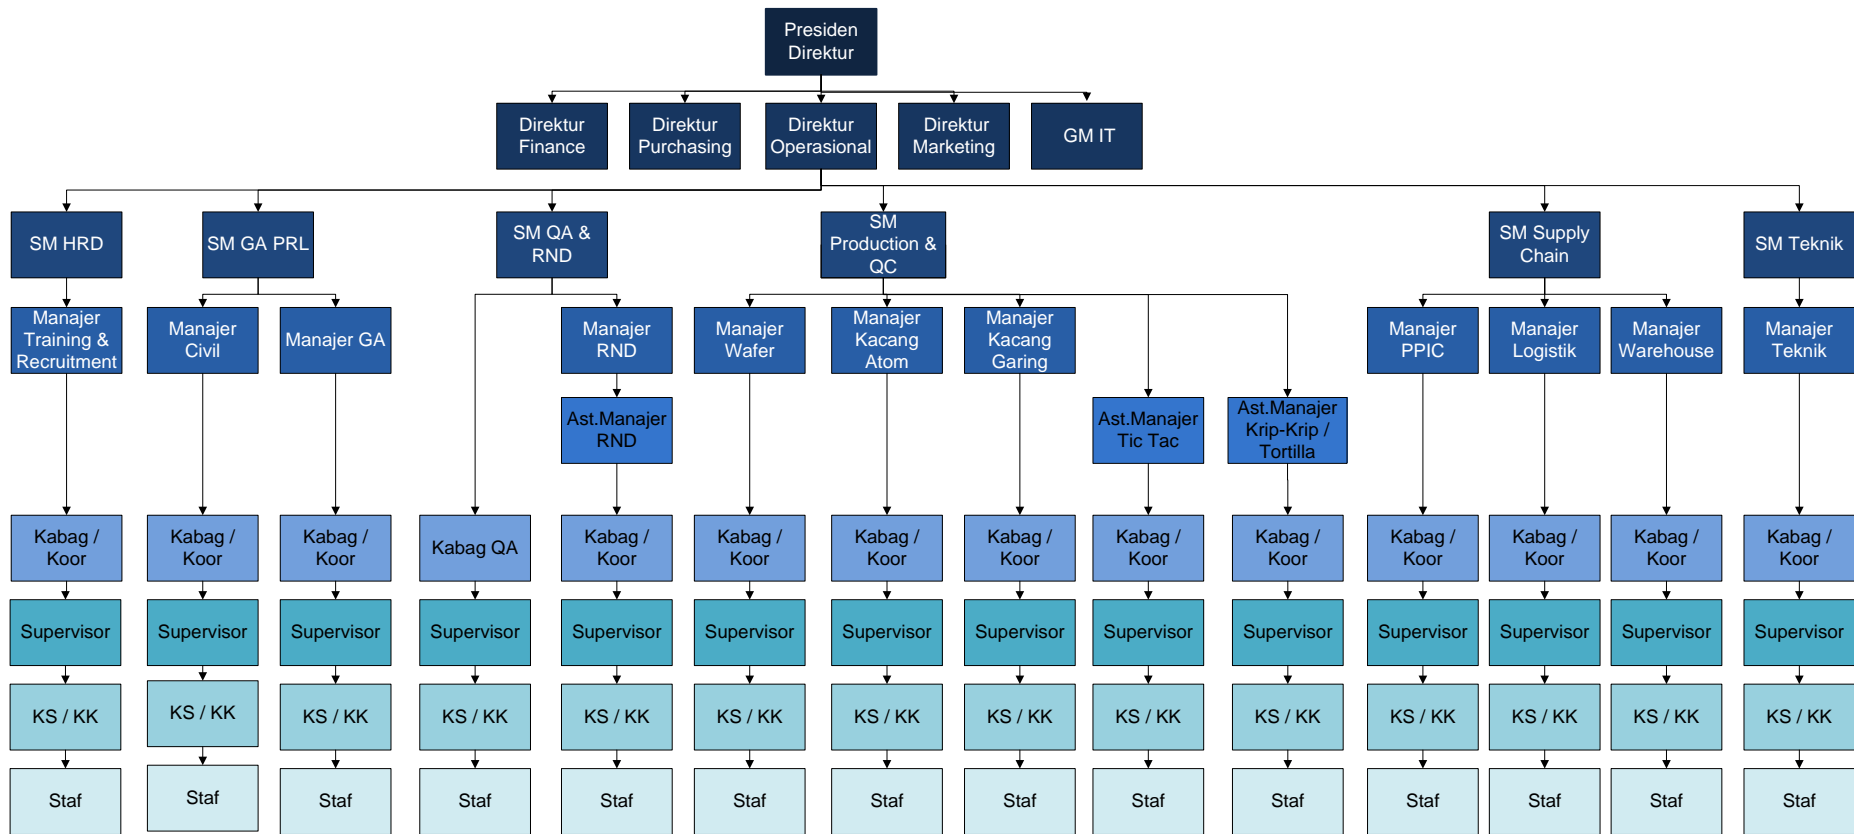 Presiden
Direktur
Direktur
Finance
Direktur
Purchasing
Direktur
Operasional
Direktur
Marketing
GM IT
SM HRD
SM GA PRL
SM QA &
RND
SM
Production &
QC
SM Supply
Chain
SM Teknik
Manajer
Training &
Recruitment
Manajer
Civil
Manajer GA
Manajer
RND
Manajer
Wafer
Manajer
Kacang
Atom
Manajer
Kacang
Garing
Manajer
PPIC
Manajer
Logistik
Manajer
Warehouse
Manajer
Teknik
Ast.Manajer
RND
Ast.Manajer
Tic Tac
Ast.Manajer
Krip-Krip /
Tortilla
Kabag /
Koor
Kabag /
Koor
Kabag /
Koor
Kabag QA
Kabag /
Koor
Kabag /
Koor
Kabag /
Koor
Kabag /
Koor
Kabag /
Koor
Kabag /
Koor
Kabag /
Koor
Kabag /
Koor
Kabag /
Koor
Kabag /
Koor
Supervisor
Supervisor
Supervisor
Supervisor
Supervisor
Supervisor
Supervisor
Supervisor
Supervisor
Supervisor
Supervisor
Supervisor
Supervisor
Supervisor
KS / KK
KS / KK
KS / KK
KS / KK
KS / KK
KS / KK
KS / KK
KS / KK
KS / KK
KS / KK
KS / KK
KS / KK
KS / KK
KS / KK
Staf
Staf
Staf
Staf
Staf
Staf
Staf
Staf
Staf
Staf
Staf
Staf
Staf
Staf